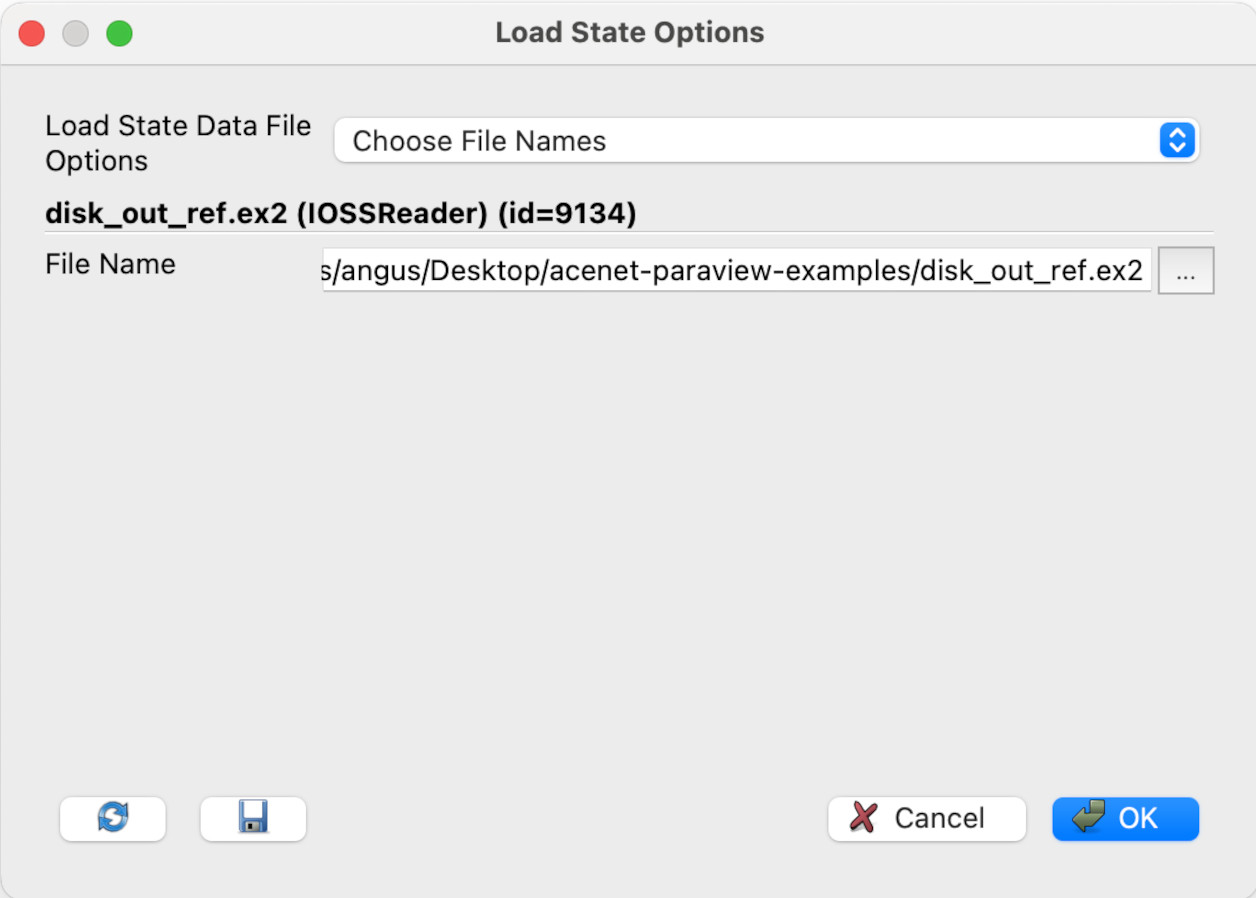 Load State Options
Load State Data File
Options
Choose File Names
disk_out_ref.ex2 (IOSSReader) (id=9134)
File Name
s/angus/Desktop/acenet-paraview-examples/disk_out_ref.ex2
...
Cancel
OK